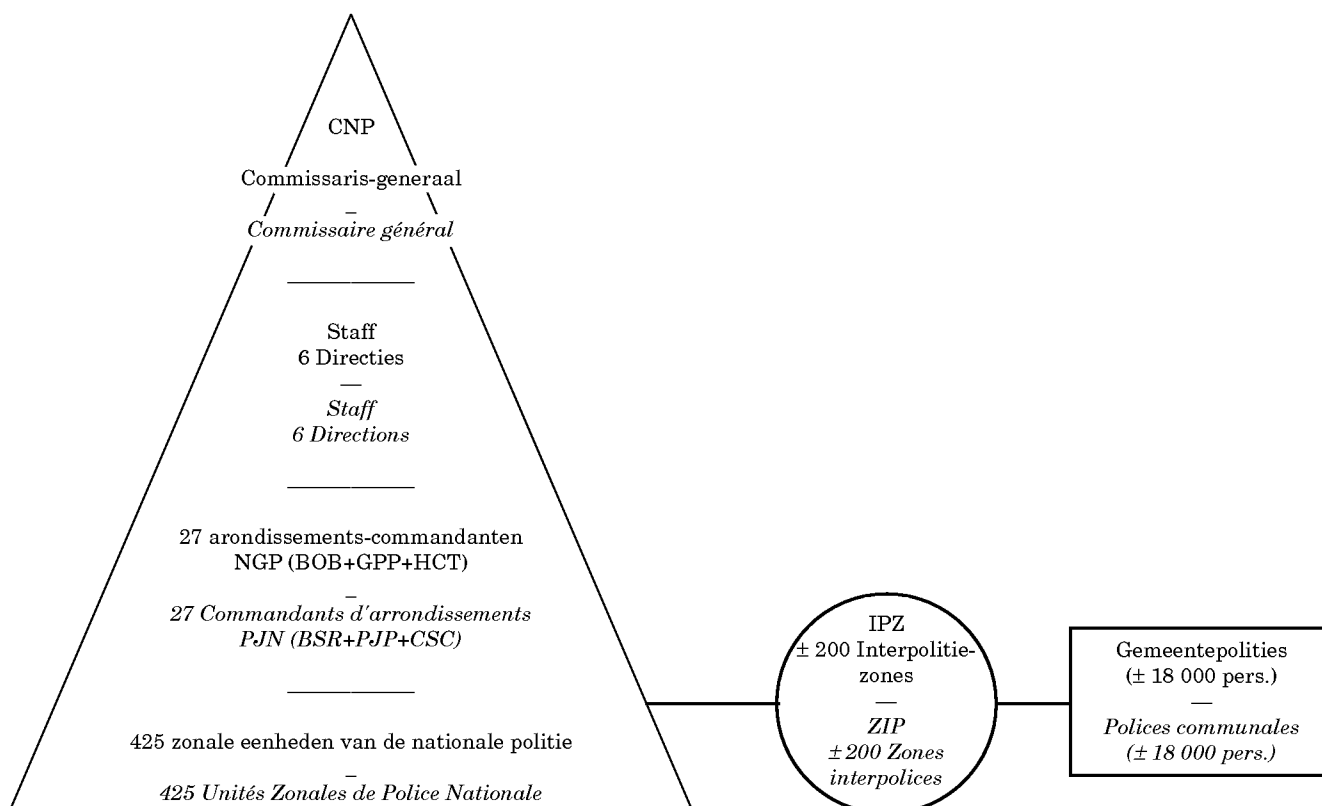 CNP
Commissaris-generaal
–
Commissaire général
Staff
6 Directies
—
Staff
6 Directions
27 arondissements-commandanten
NGP (BOB+GPP+HCT)
–
27 Commandants d'arrondissements
PJN (BSR+PJP+CSC)
425 zonale eenheden van de nationale politie
–
425 Unités Zonales de Police Nationale
IPZ
± 200 Interpolitie-
zones
—
ZIP
± 200 Zones
interpolices
Gemeentepolities
(± 18 000 pers.)
—
Polices communales
(± 18 000 pers.)